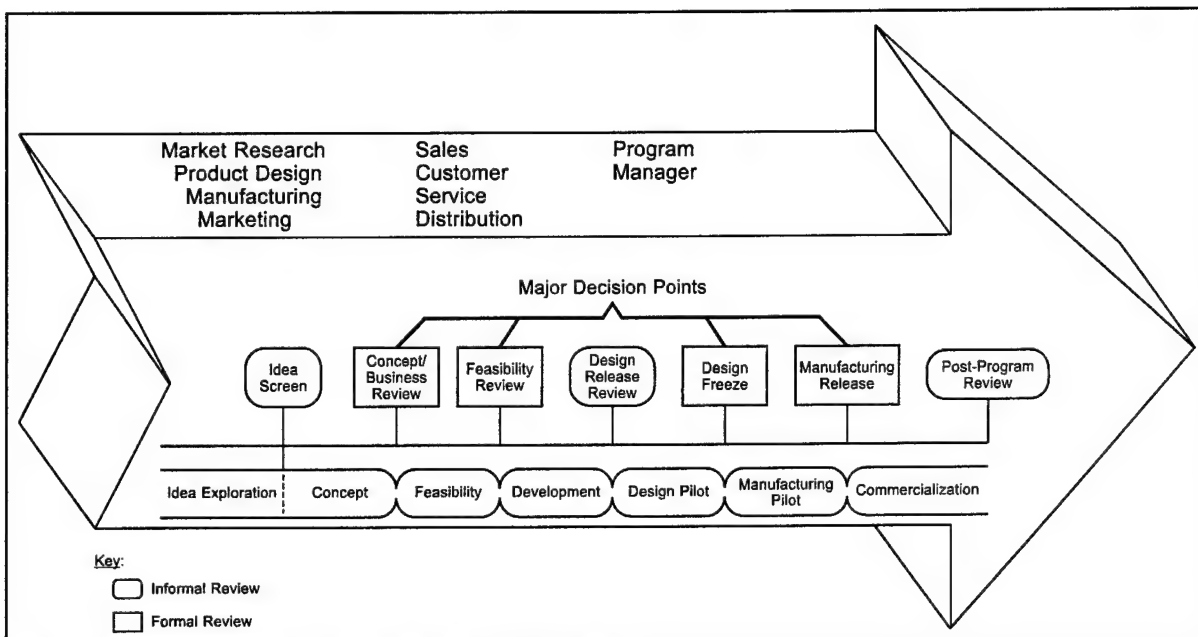 Market Research
Product Design
Manufacturing
Marketing
Sales
Customer
Service
Distribution
Program
Manager
Major Decision Points
Idea
Screen
Concept/
Business
Review
Feasibility
Review
Design
Release
Review
Design
Freeze
Manufacturing
Release
Post-Program
Review
Idea Exploration
Concept
Feasibility
Development
Design Pilot
Manufacturing
Pilot
Commercialization
Key:
Informal Review
Formal Review